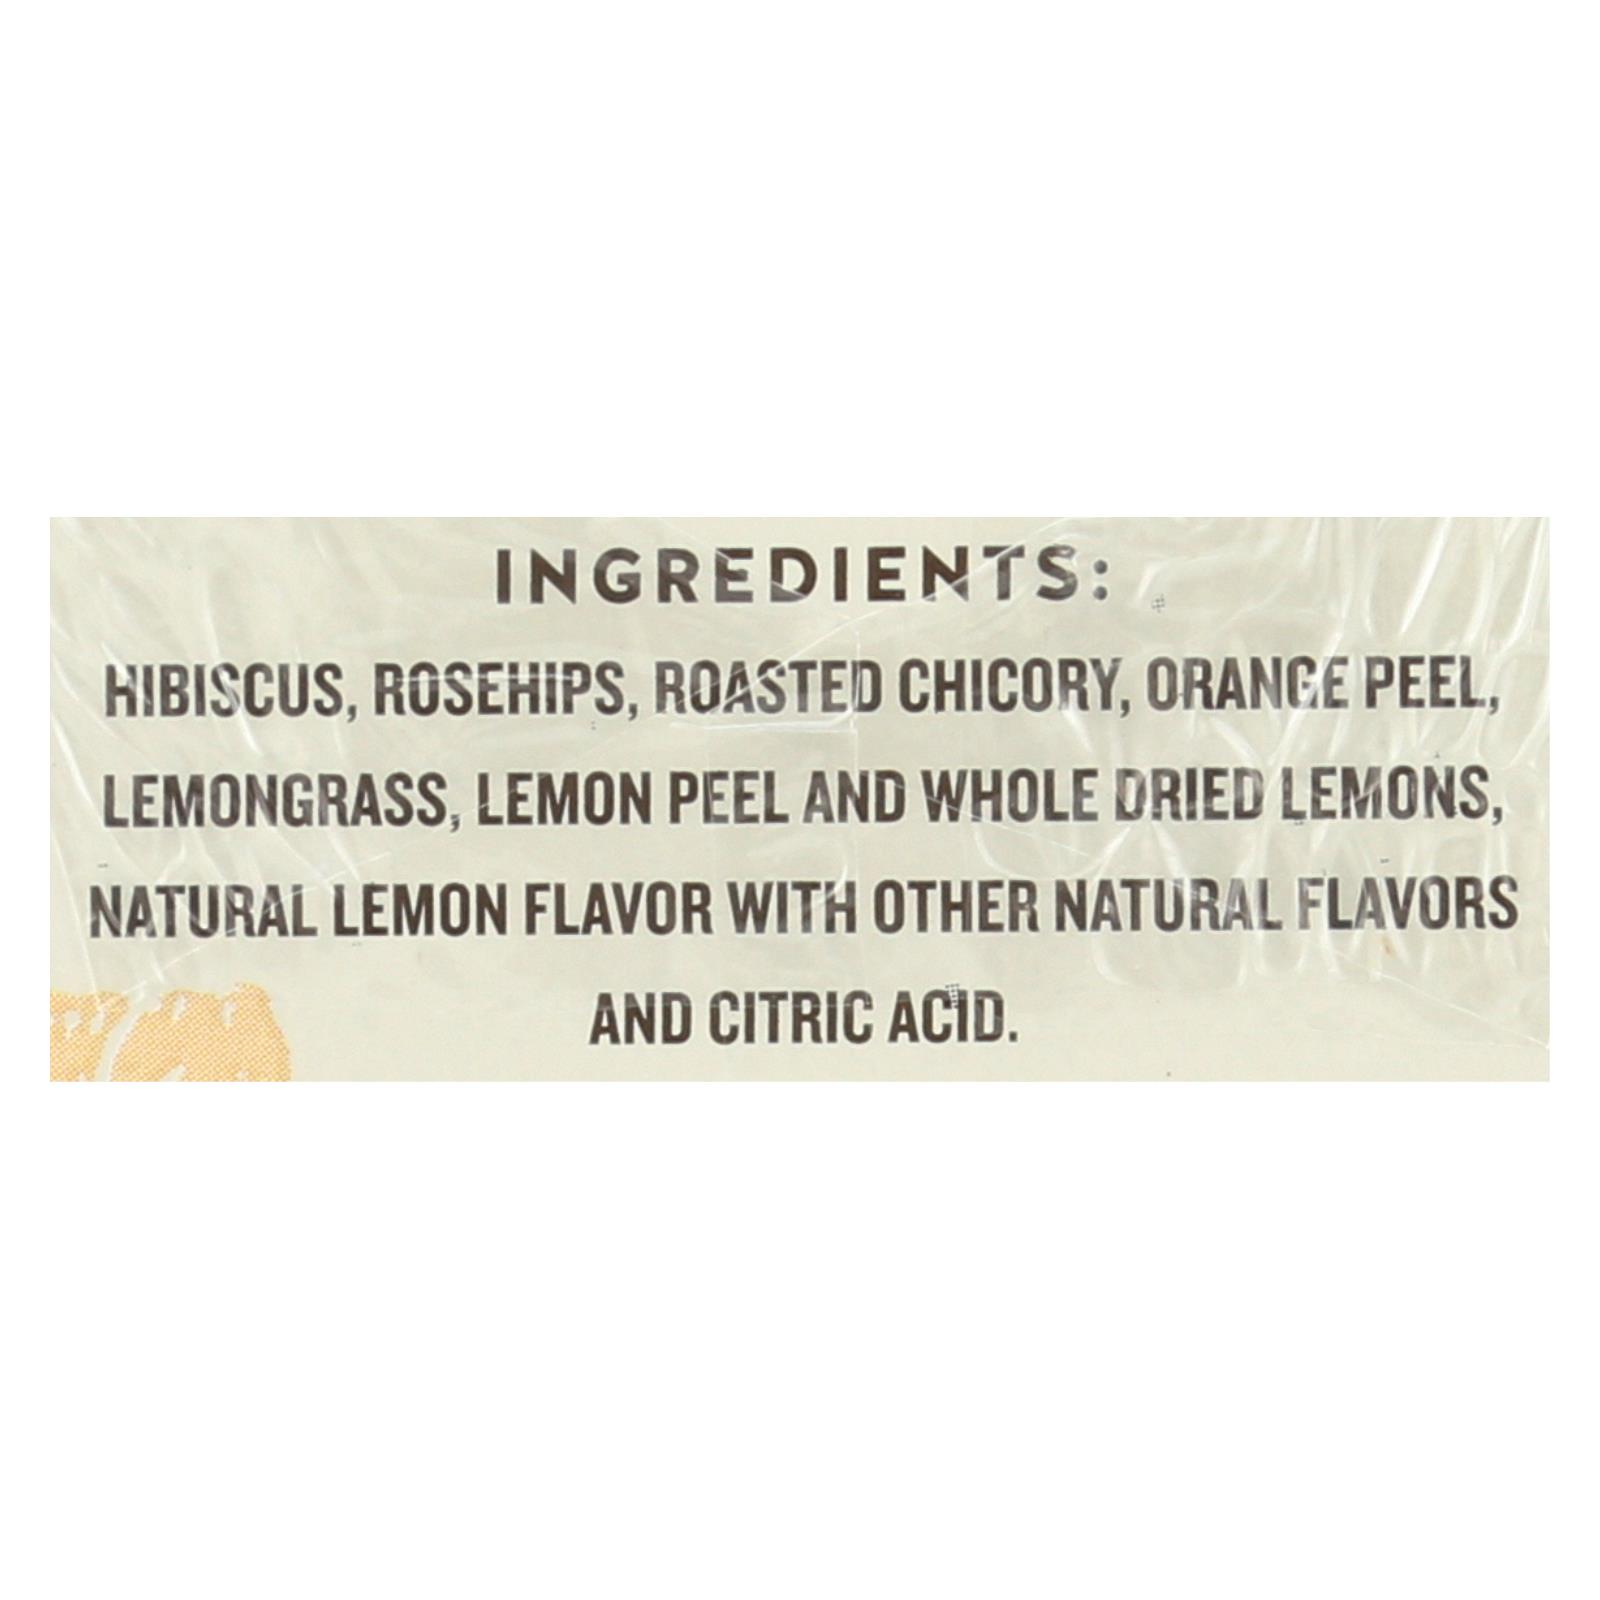 INGREDIENTS:
HIBISCUS, ROSEHIPS, ROASTED CHICORY, ORANGE PEEL,
LEMONGRASS, LEMON PEEL AND WHOLE DRIED LEMONS,
NATURAL LEMON FLAVOR WITH OTHER NATURAL FLAVORS
AND CITRIC ACID.